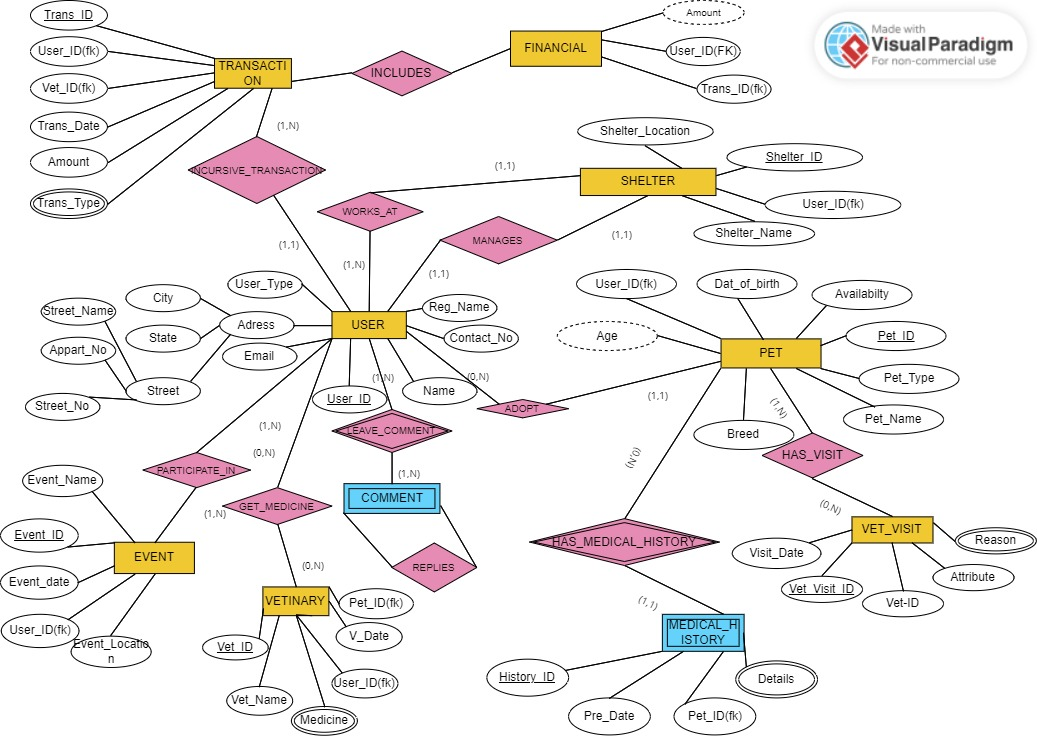 Trans_ID
User_ID(fk)
Vet_ID(fk)
Trans_Date
Amount
Trans_Type
TRANSACTI
ON
INCLUDES
FINANCIAL
Amount
User_ID(FK)
Trans_ID(fk)
Made with
VisualParadigm
For non-commercial use
(1,N)
INCURSIVE_TRANSACTION
(1,1)
Shelter_Location
Shelter_ID
SHELTER
User_ID(fk)
Shelter_Name
(1,1)
WORKS_AT
(1,N)
MANAGES
(1,1)
(1,1)
User_Type
City
Street_Name
State
Adress
Appart_No
Email
Street
Street_No
USER
Reg_Name
Contact_No
Name
User_ID
(1,N)
(0,N)
ADOPT
(1,1)
User_ID(fk)
Dat_of_birth
Availabilty
Age
Pet_ID
PET
Pet_Type
Pet_Name
Breed
(1,N)
HAS_VISIT
(0,N)
(0,N)
LEAVE_COMMENT
(1,N)
COMMENT
REPLIES
(1,N)
PARTICIPATE_IN
(1,N)
(0,N)
GET_MEDICINE
(0,N)
Event_Name
Event_ID
EVENT
Event_date
User_ID(fk)
Event_Locatio
n
VETINARY
Pet_ID(fk)
V_Date
Vet_ID
User_ID(fk)
Vet_Name
Medicine
HAS_MEDICAL_HISTORY
(1,1)
MEDICAL_H
ISTORY
History_ID
Pre_Date
Pet_ID(fk)
Details
VET_VISIT
Reason
Visit_Date
Vet_Visit_ID
Vet-ID
Attribute